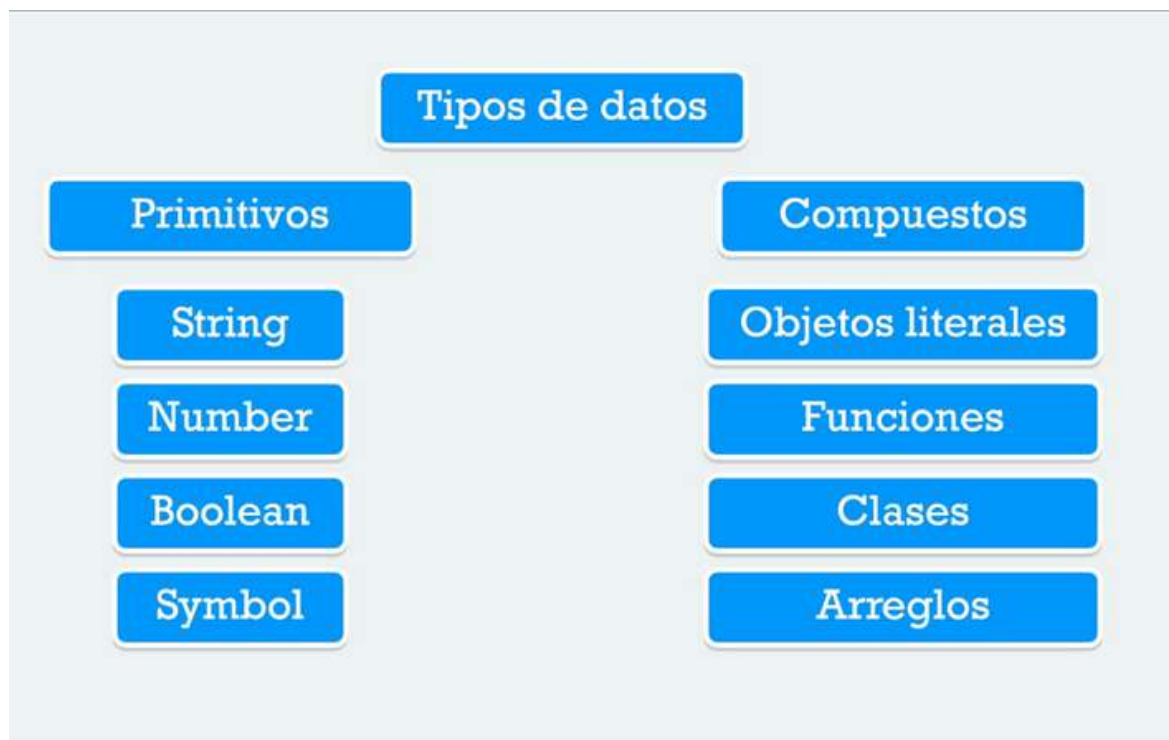 Tipos de datos
Primitivos
Compuestos
String
Objetos literales
Number
Funciones
Boolean
Clases
Symbol
Arreglos